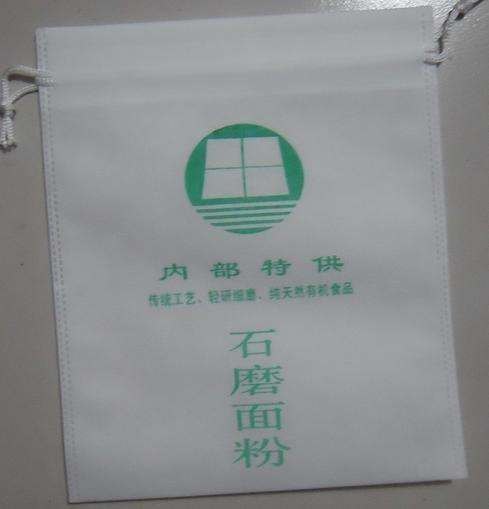 内部特供
传统工艺、轻研细磨、纯天然有机食品
石磨面粉